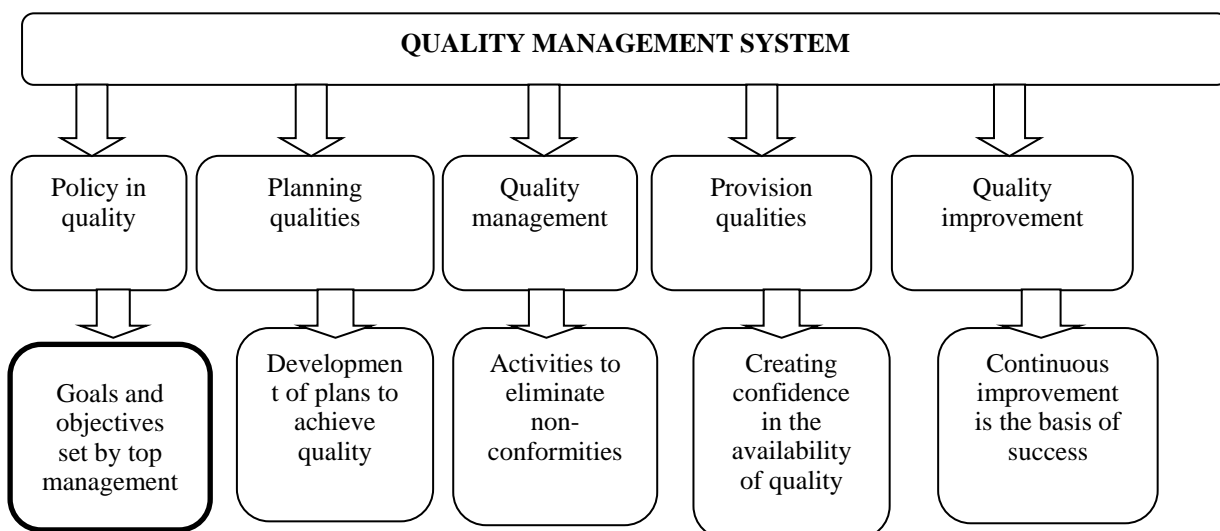 QUALITY MANAGEMENT SYSTEM
Policy in
quality
Planning
qualities
Quality
management
Provision
qualities
Quality
improvement
Goals and
objectives
set by top
management
Developmen
t of plans to
achieve
quality
Activities to
eliminate
non-
conformities
Creating
confidence
in the
availability
of quality
Continuous
improvement
is the basis of
success